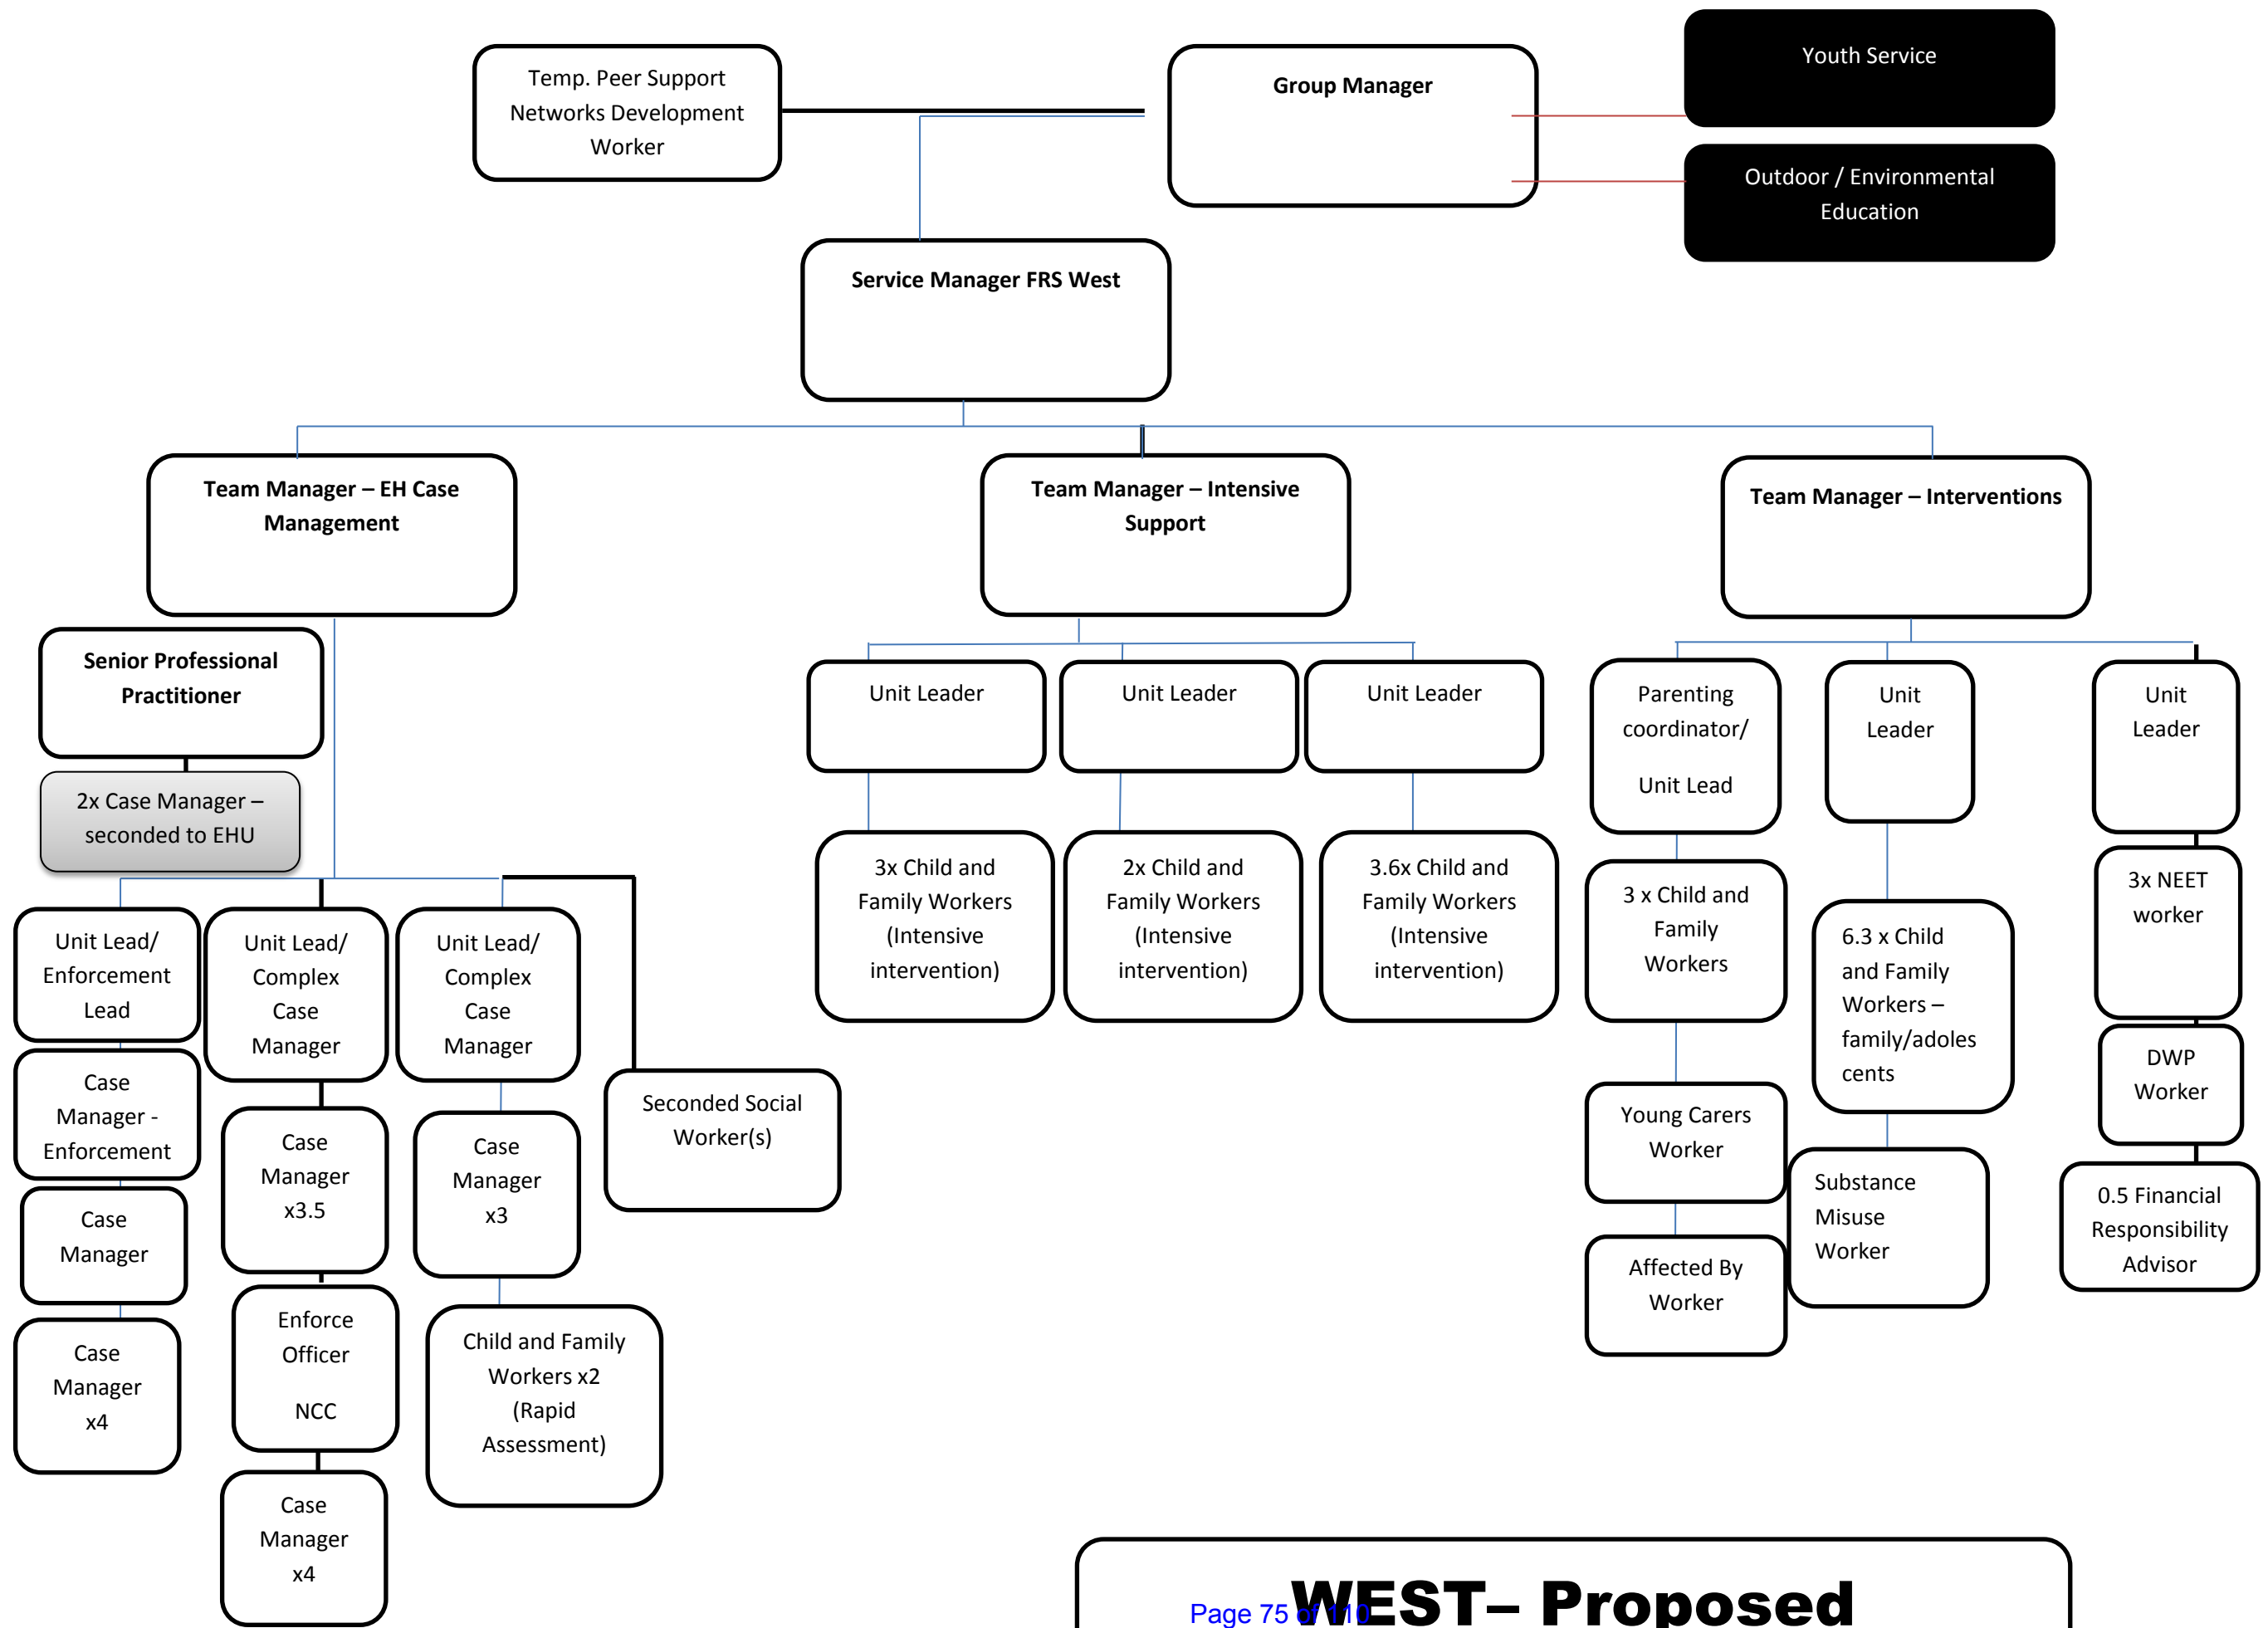 Temp. Peer Support
Networks Development
Worker
Group Manager
Youth Service
Outdoor / Environmental
Education
Service Manager FRS West
Team Manager – EH Case
Management
Team Manager – Intensive
Support
Team Manager – Interventions
Senior Professional
Practitioner
2x Case Manager –
seconded to EHU
Unit Lead/
Enforcement
Lead
Case
Manager -
Enforcement
Case
Manager
Case
Manager
x4
Unit Lead/
Complex
Case
Manager
Case
Manager
x3.5
Enforce
Officer
NCC
Case
Manager
x4
Unit Lead/
Complex
Case
Manager
Case
Manager
x3
Child and Family
Workers x2
(Rapid
Assessment)
Seconded Social
Worker(s)
Unit Leader
3x Child and
Family Workers
(Intensive
intervention)
Unit Leader
2x Child and
Family Workers
(Intensive
intervention)
Unit Leader
3.6x Child and
Family Workers
(Intensive
intervention)
Parenting
coordinator/
Unit Lead
3 x Child and
Family
Workers
Young Carers
Worker
Affected By
Worker
Unit
Leader
6.3 x Child
and Family
Workers –
family/adoles
cents
Substance
Misuse
Worker
Unit
Leader
3x NEET
worker
DWP
Worker
0.5 Financial
Responsibility
Advisor
WEST– Proposed
Page 75 of 110